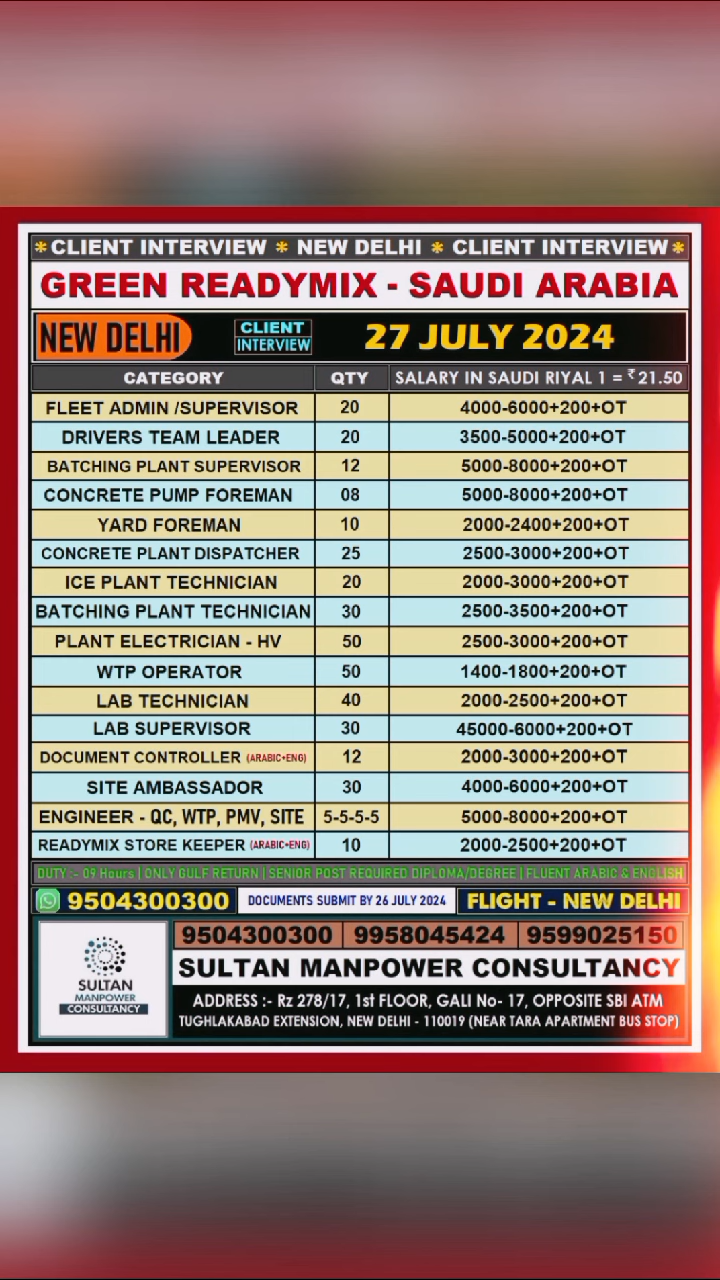 * CLIENT INTERVIEW * NEW DELHI * CLIENT INTERVIEW *
GREEN READYMIX - SAUDI ARABIA
NEW DELHI CLIENT INTERVIEW 27 JULY 2024
CATEGORY QTY SALARY IN SAUDI RIYAL 1 = ₹21.50
FLEET ADMIN /SUPERVISOR 20 4000-6000+200+OT
DRIVERS TEAM LEADER 20 3500-5000+200+OT
BATCHING PLANT SUPERVISOR 12 5000-8000+200+OT
CONCRETE PUMP FOREMAN 08 5000-8000+200+OT
YARD FOREMAN 10 2000-2400+200+OT
CONCRETE PLANT DISPATCHER 25 2500-3000+200+OT
ICE PLANT TECHNICIAN 20 2000-3000+200+OT
BATCHING PLANT TECHNICIAN 30 2500-3500+200+OT
PLANT ELECTRICIAN - HV 50 2500-3000+200+OT
WTP OPERATOR 50 1400-1800+200+OT
LAB TECHNICIAN 40 2000-2500+200+OT
LAB SUPERVISOR 30 45000-6000+200+OT
DOCUMENT CONTROLLER (ARABIC+ENG) 12 2000-3000+200+OT
SITE AMBASSADOR 30 4000-6000+200+OT
ENGINEER - QC, WTP, PMV, SITE 5-5-5-5 5000-8000+200+OT
READYMIX STORE KEEPER (ARABIC+ENG) 10 2000-2500+200+OT
DUTY :- 09 Hours | ONLY GULF RETURN | SENIOR POST REQUIRED DIPLOMA/DEGREE | FLUENT ARABIC & ENGLISH
9504300300 DOCUMENTS SUBMIT BY 26 JULY 2024 FLIGHT - NEW DELHI
9504300300 9958045424 9599025150
SULTAN
MANPOWER
CONSULTANCY
SULTAN MANPOWER CONSULTANCY
ADDRESS :- Rz 278/17, 1st FLOOR, GALI No- 17, OPPOSITE SBI ATM
TUGHLAKABAD EXTENSION, NEW DELHI - 110019 (NEAR TARA APARTMENT BUS STOP)